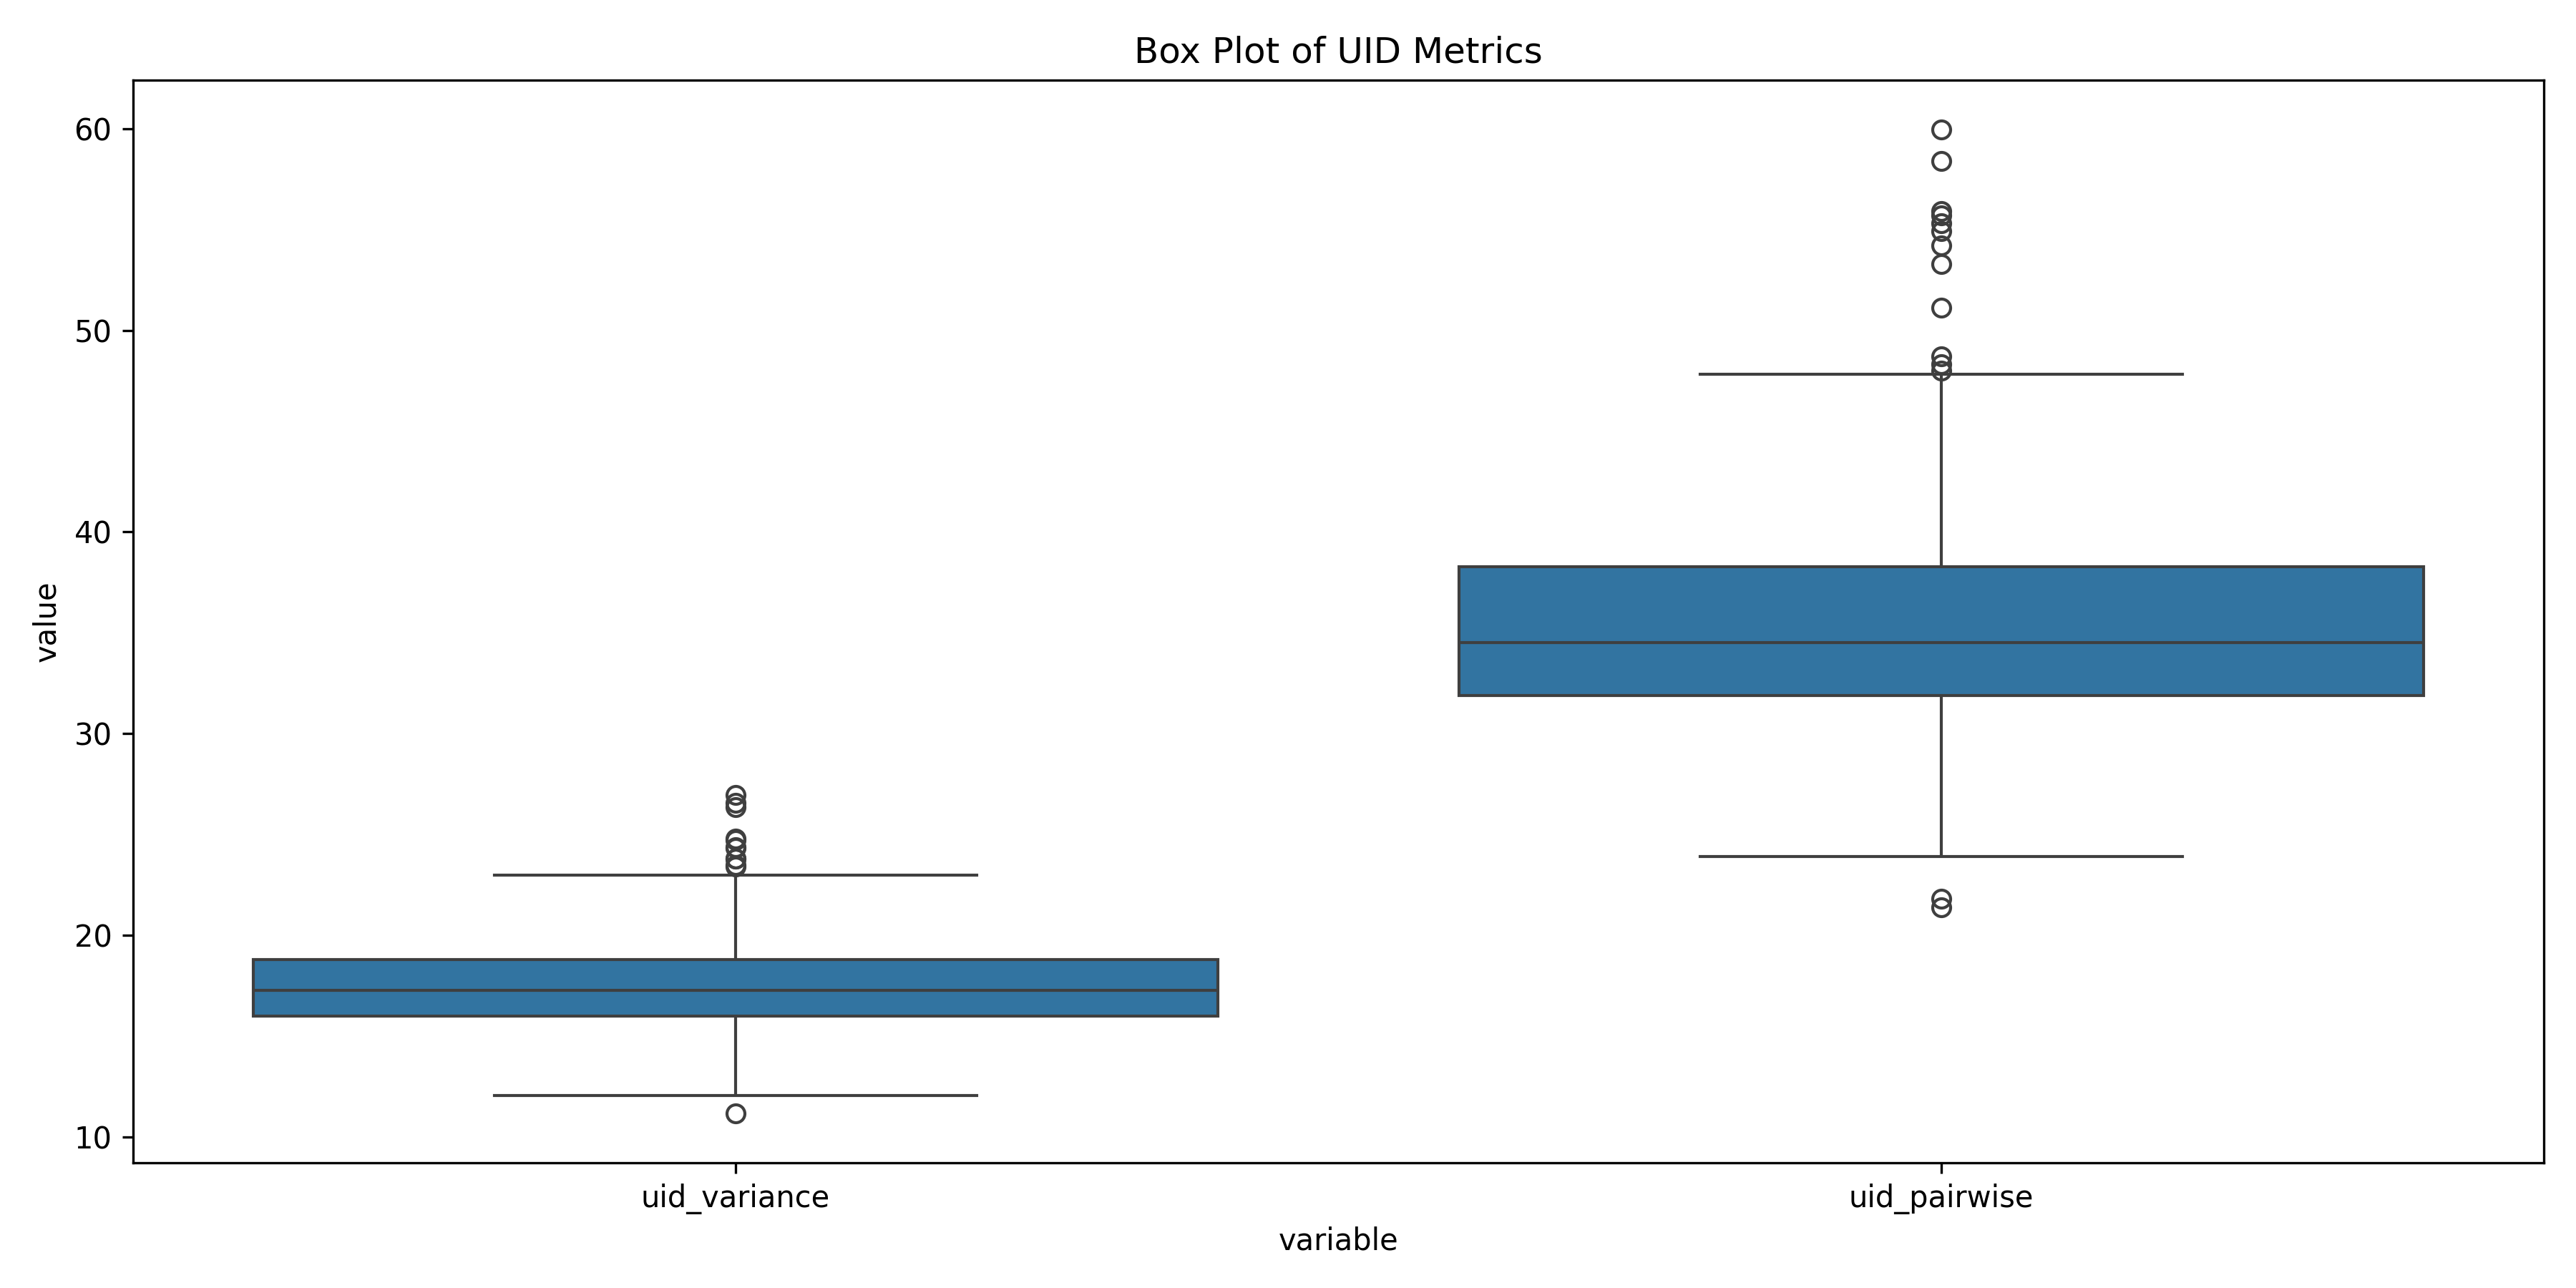 Box Plot of UID Metrics
60
50
40
30
20
10
value
uid_variance
uid_pairwise
variable